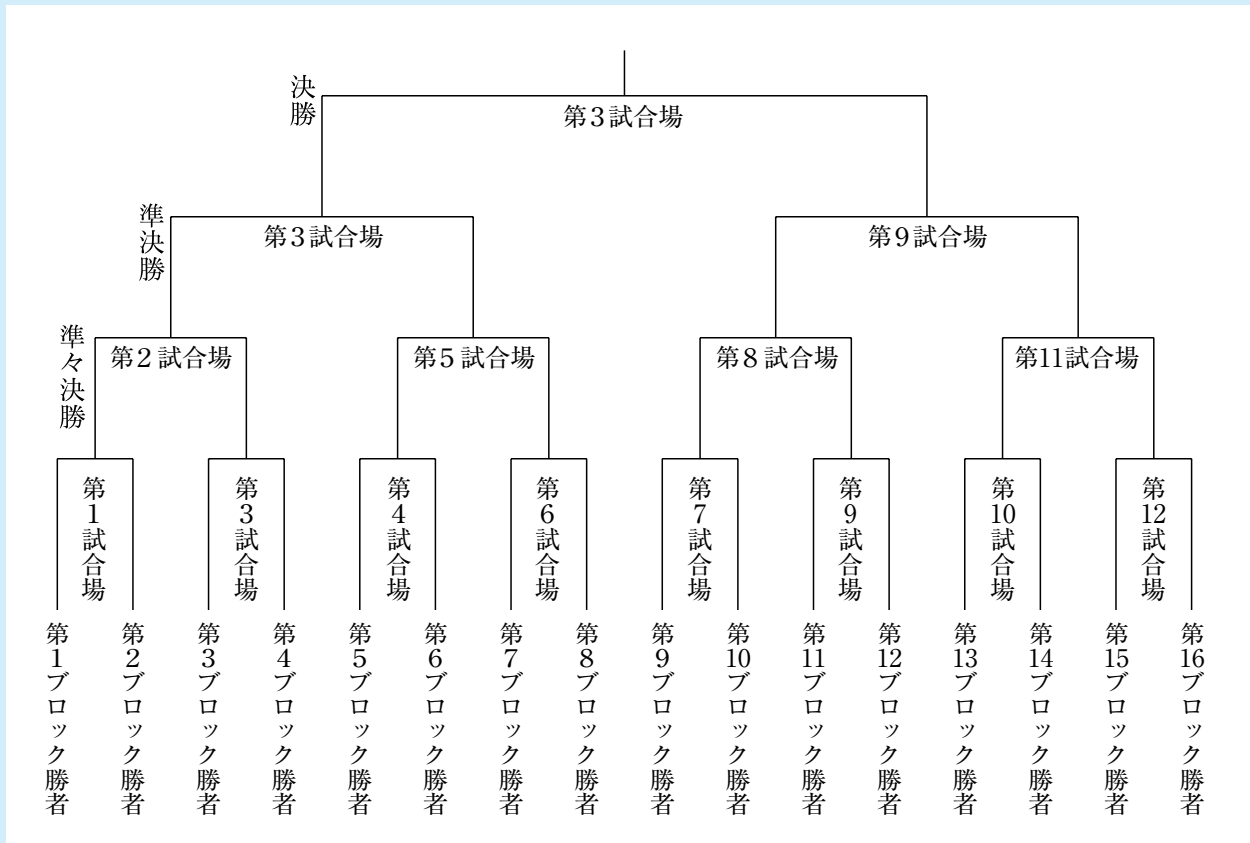 決勝
第3試合場
準決勝
第3試合場
第9試合場
準々決勝
第2試合場
第5試合場
第8試合場
第11試合場
第1試合場
第3試合場
第4試合場
第6試合場
第7試合場
第9試合場
第10試合場
第12試合場
第1ブロック勝者
第2ブロック勝者
第3ブロック勝者
第4ブロック勝者
第5ブロック勝者
第6ブロック勝者
第7ブロック勝者
第8ブロック勝者
第9ブロック勝者
第10ブロック勝者
第11ブロック勝者
第12ブロック勝者
第13ブロック勝者
第14ブロック勝者
第15ブロック勝者
第16ブロック勝者